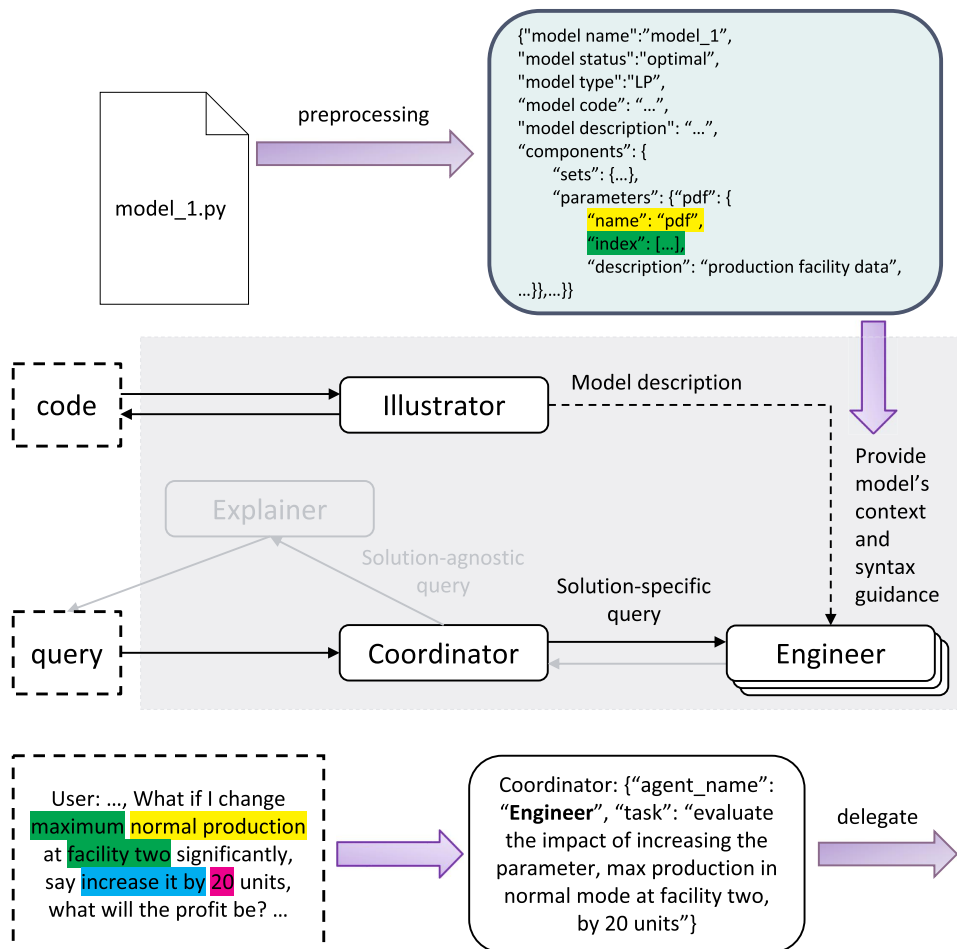 {"model name":”model_1”,
"model status":"optimal”,
"model type":"LP”,
“model code”: “…”,
"model description": “…”,
“components”: {
“sets”: {…},
“parameters”: {“pdf”: {
“name”: “pdf”,
“index”: […],
“description”: “production facility data”,
…}},…}}
preprocessing
model_1.py
code
Illustrator
Model description
Provide
model’s
context
and
syntax
guidance
Explainer
Solution-agnostic
query
Solution-specific
query
query
Coordinator
Engineer
User: …, What if I change
maximum normal production
at facility two significantly,
say increase it by 20 units,
what will the profit be? …
Coordinator: {“agent_name”:
“Engineer”, “task”: “evaluate
the impact of increasing the
parameter, max production in
normal mode at facility two,
by 20 units”}
delegate